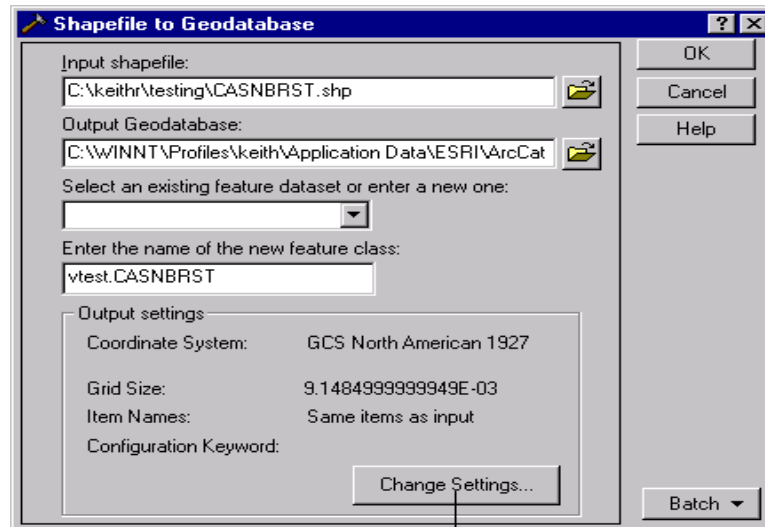 Shapefile to Geodatabase
Input shapefile:
C:\keithr\testing\CASNBRST.shp
Output Geodatabase:
C:\WINNT\Profiles\keith\Application Data\ESRI\ArcCat
Select an existing feature dataset or enter a new one:
Enter the name of the new feature class:
vtest.CASNBRST
Output settings
Coordinate System: GCS North American 1927
Grid Size: 9.1484999999949E-03
Item Names: Same items as input
Configuration Keyword:
Change Settings...
OK
Cancel
Help
Batch